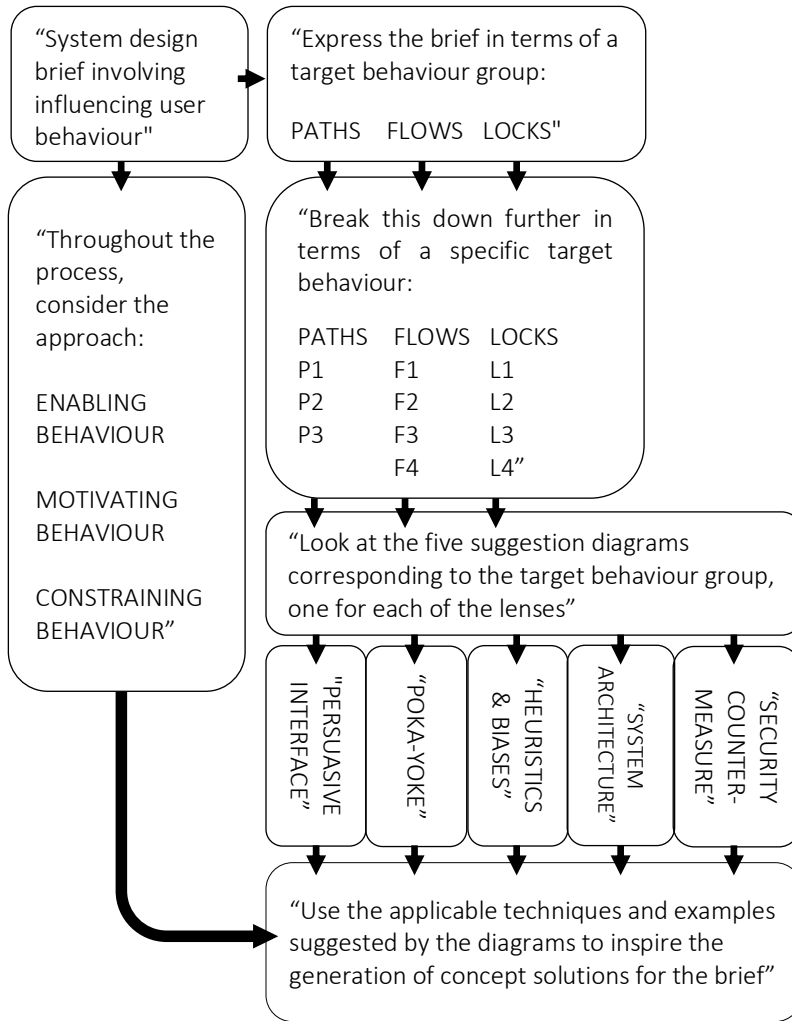 “System design
brief involving
influencing user
behaviour"
“Express the brief in terms of a
target behaviour group:
PATHS FLOWS LOCKS"
“Throughout the
process,
consider the
approach:
ENABLING
BEHAVIOUR
MOTIVATING
BEHAVIOUR
CONSTRAINING
BEHAVIOUR”
“Break this down further in
terms of a specific target
behaviour:
PATHS FLOWS LOCKS
P1 F1 L1
P2 F2 L2
P3 F3 L3
F4 L4”
“Look at the five suggestion diagrams
corresponding to the target behaviour group,
one for each of the lenses”
"PERSUASIVE
INTERFACE”
“POKA-YOKE”
“HEURISTICS
& BIASES”
“SYSTEM
ARCHITECTURE”
“SECURITY
COUNTER-
MEASURE”
“Use the applicable techniques and examples
suggested by the diagrams to inspire the
generation of concept solutions for the brief”